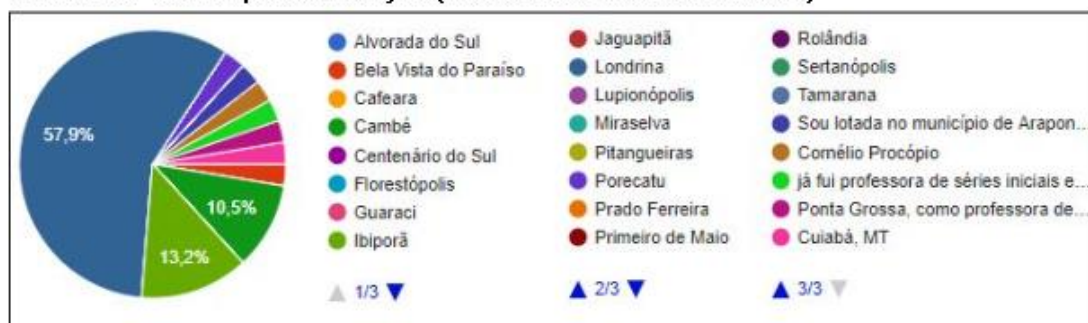 57,9%
10,5%
13,2%
Alvorada do Sul
Bela Vista do Paraíso
Cafeara
Cambé
Centenário do Sul
Florestópolis
Guaraci
Ibiporã
1/3
Jaguapitã
Londrina
Lupionópolis
Miraselva
Pitangueiras
Porecatu
Prado Ferreira
Primeiro de Maio
2/3
Rolândia
Sertanópolis
Tamarana
Sou lotada no município de Arapon...
Cornélio Procópio
já fui professora de séries iniciais e...
Ponta Grossa, como professora de...
Cuiabá, MT
3/3